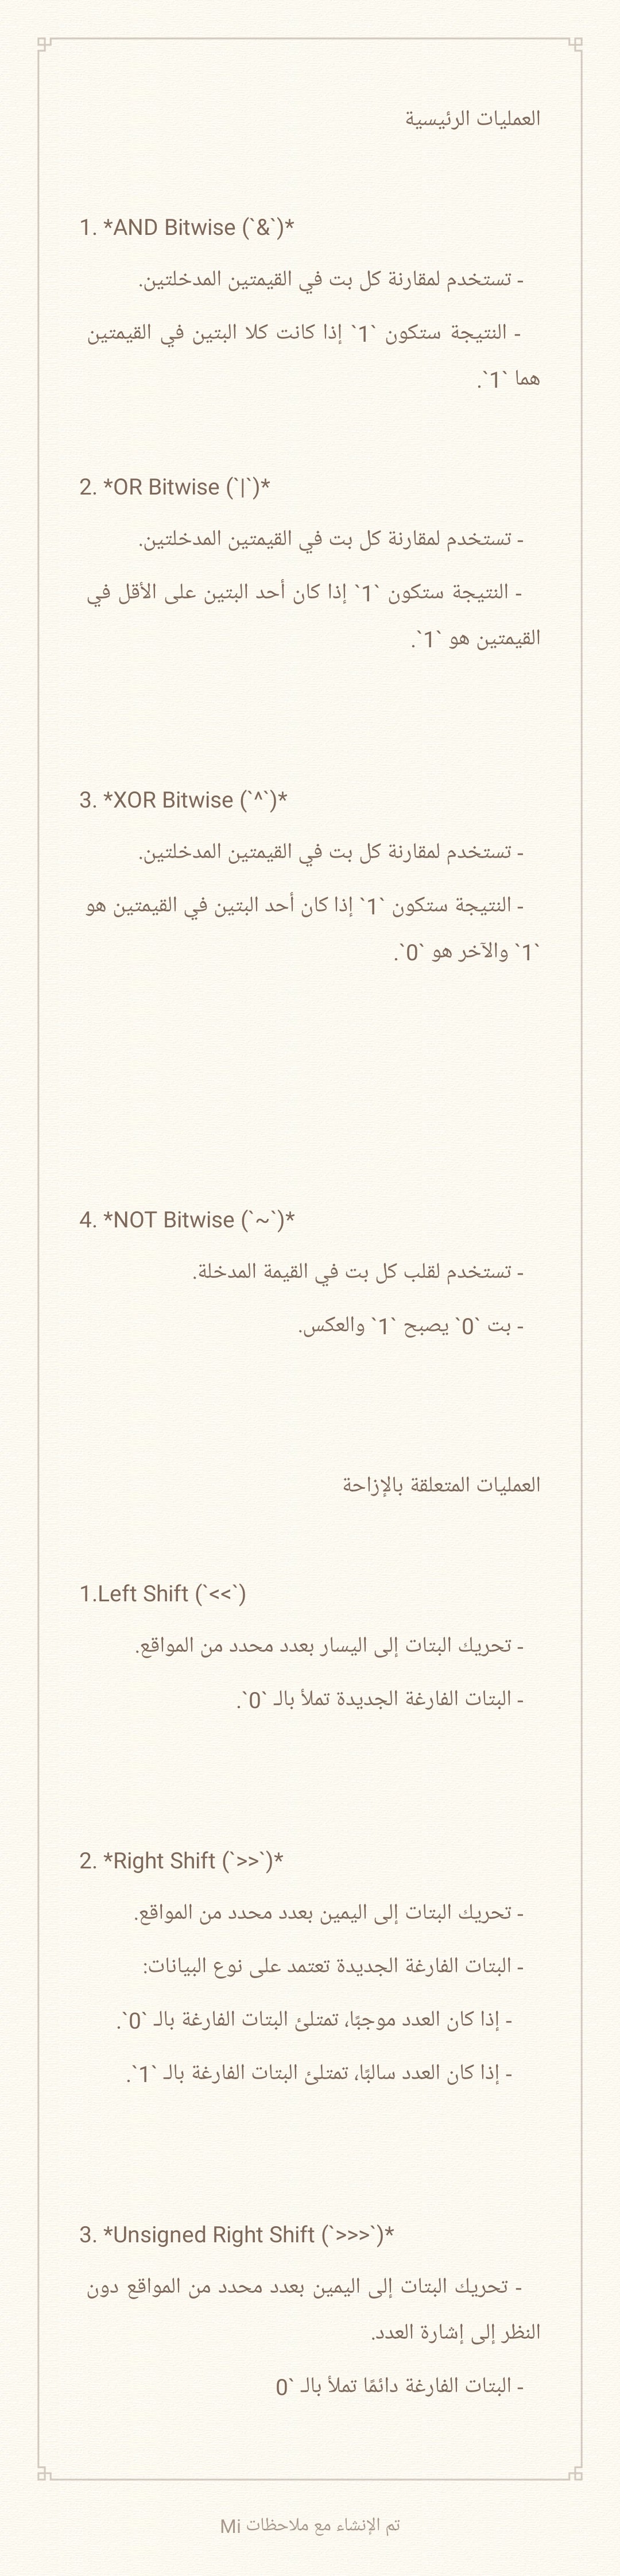 العمليات الرئيسية
1. *AND Bitwise (`&`)*
- تستخدم لمقارنة كل بت في القيمتين المدخلتين.
- النتيجة ستكون `1` إذا كانت كلا البتين في القيمتين
هما `1`.
2. *OR Bitwise (`|`)*
- تستخدم لمقارنة كل بت في القيمتين المدخلتين.
- النتيجة ستكون `1` إذا كان أحد البتين على الأقل في
القيمتين هو `1`.
3. *XOR Bitwise (`^`)*
- تستخدم لمقارنة كل بت في القيمتين المدخلتين.
- النتيجة ستكون `1` إذا كان أحد البتين في القيمتين هو
`1` والآخر هو `0`.
4. *NOT Bitwise (`~`)*
- تستخدم لقلب كل بت في القيمة المدخلة.
- بت `0` يصبح `1` والعكس.
العمليات المتعلقة بالإزاحة
1.Left Shift (`<<`)
- تحريك البتات إلى اليسار بعدد محدد من المواقع.
- البتات الفارغة الجديدة تملأ بالـ `0`.
2. *Right Shift (`>>`)*
- تحريك البتات إلى اليمين بعدد محدد من المواقع.
- البتات الفارغة الجديدة تعتمد على نوع البيانات:
- إذا كان العدد موجبًا، تمتلئ البتات الفارغة بالـ `0`.
- إذا كان العدد سالبًا، تمتلئ البتات الفارغة بالـ `1`.
3. *Unsigned Right Shift (`>>>`)*
- تحريك البتات إلى اليمين بعدد محدد من المواقع دون
النظر إلى إشارة العدد.
- البتات الفارغة دائمًا تملأ بالـ `0
تم الإنشاء مع ملاحظات Mi